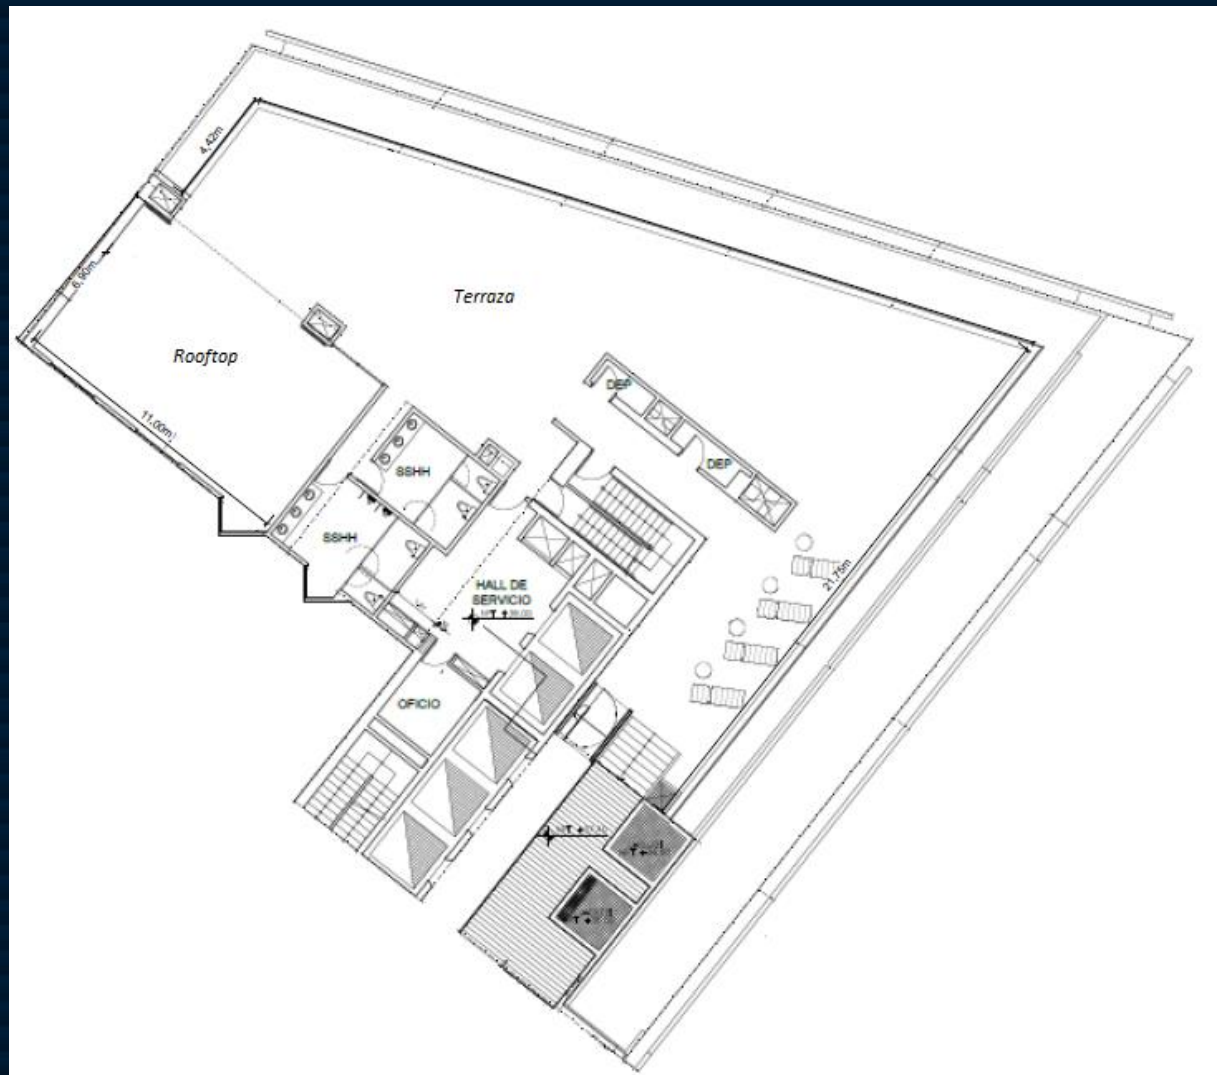 4,42m
6,90m
Terraza
Rooftop
11,00m
DEP
DEP
SSHH
SSHH
21,75m
HALL DE
SERVICIO
OFICIO